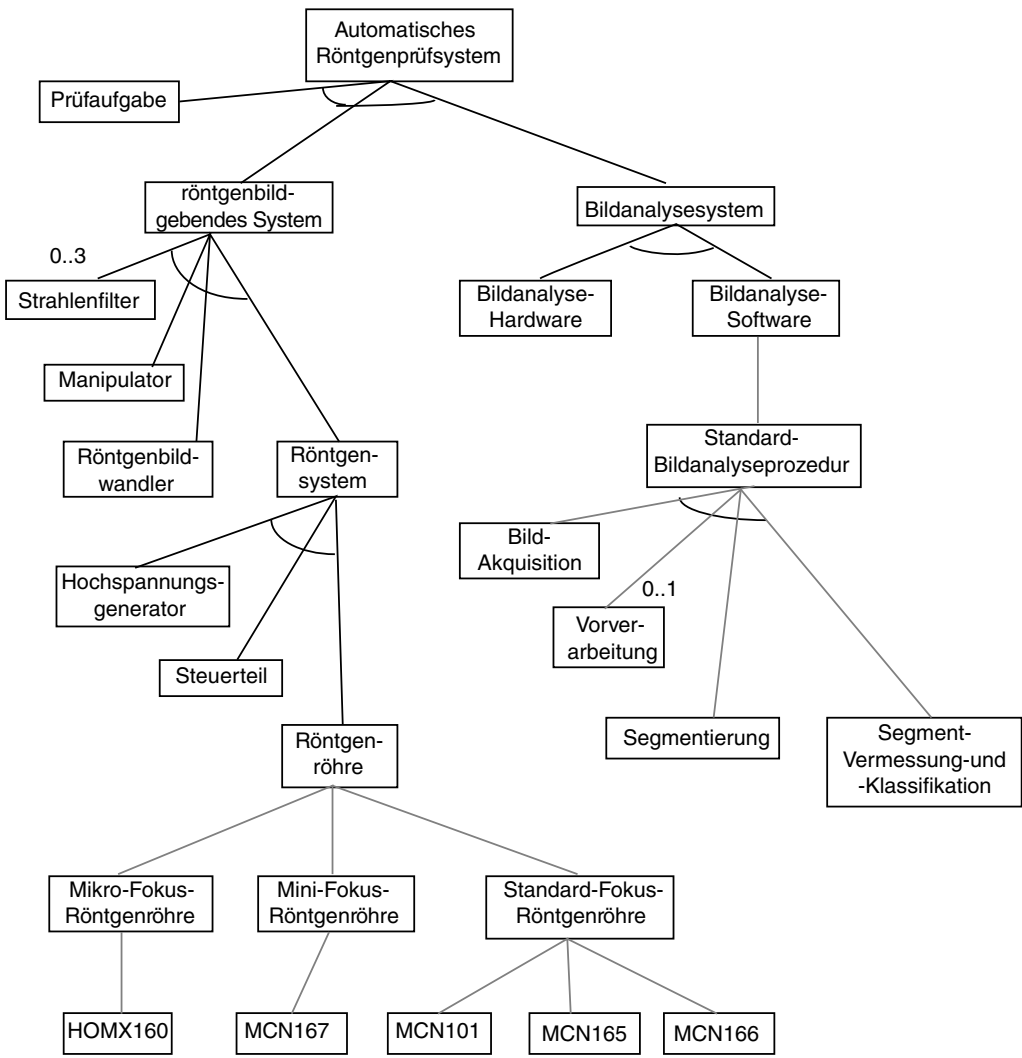 Automatisches
Röntgenprüfsystem
Prüfaufgabe
röntgenbild-
gebendes System
Bildanalysesystem
0..3
Strahlenfilter
Bildanalyse-
Hardware
Bildanalyse-
Software
Manipulator
Röntgenbild-
wandler
Röntgen-
system
Standard-
Bildanalyseprozedur
Bild-
Akquisition
Hochspannungs-
generator
0..1
Vorver-
arbeitung
Steuerteil
Segmentierung
Segment-
Vermessung-und
-Klassifikation
Röntgen-
röhre
Mikro-Fokus-
Röntgenröhre
Mini-Fokus-
Röntgenröhre
Standard-Fokus-
Röntgenröhre
HOMX160
MCN167
MCN101
MCN165
MCN166